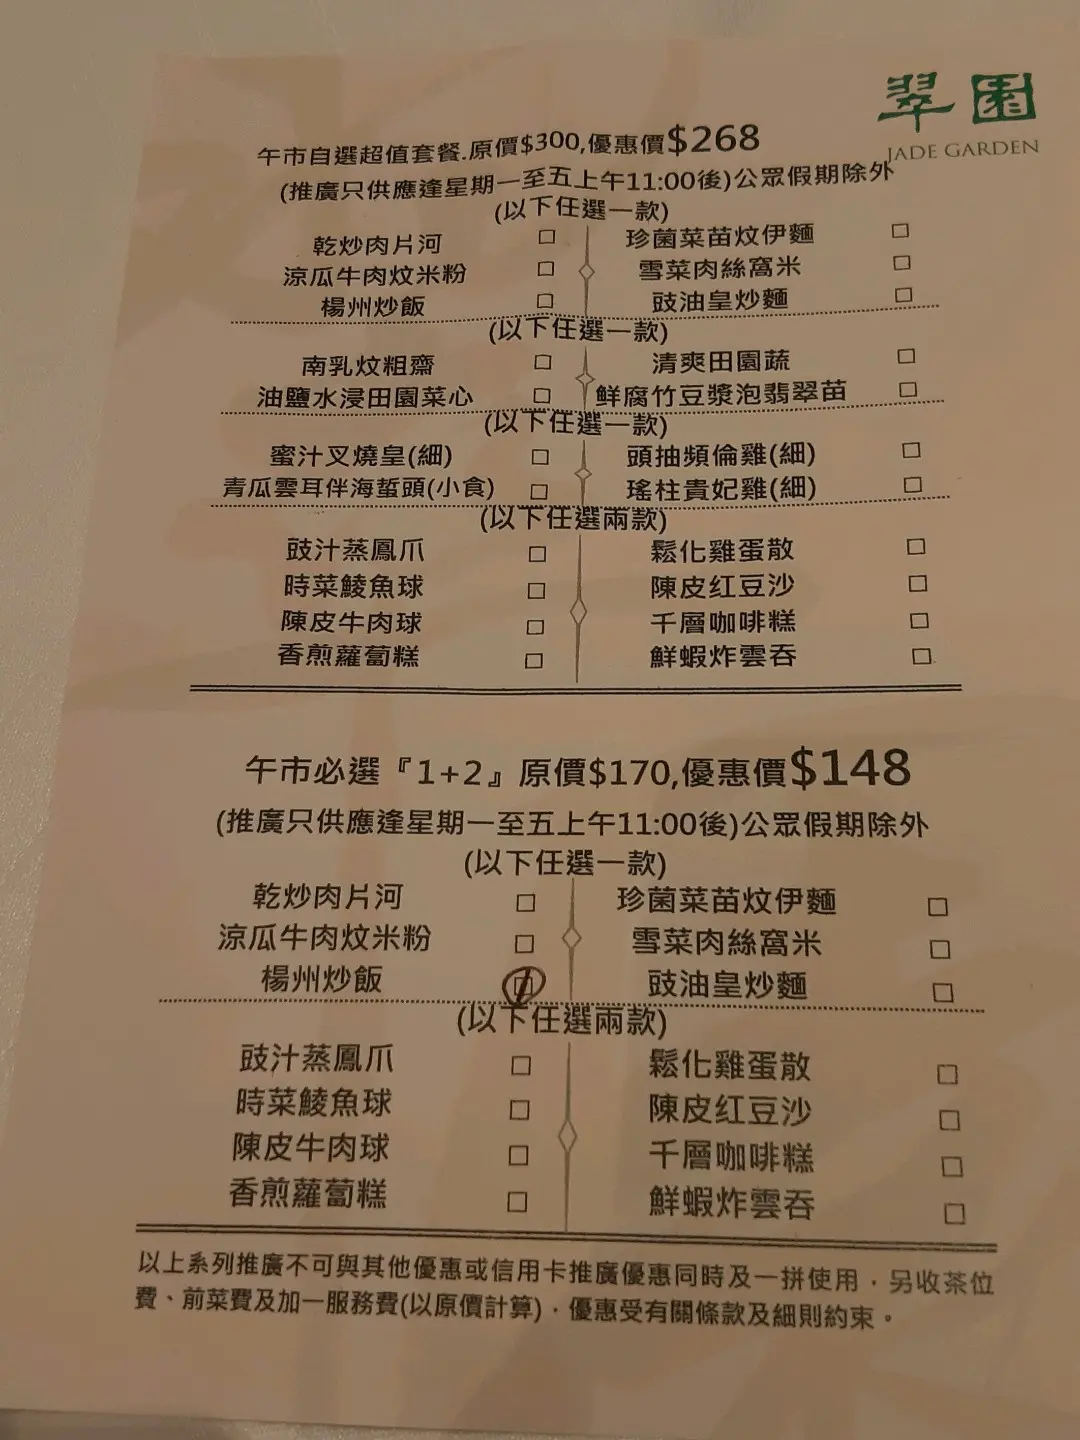 翠園
JADE GARDEN
午市自選超值套餐.原價$300,優惠價$268
(推廣只供應逢星期一至五上午11:00後)公眾假期除外
(以下任選一款)
乾炒肉片河 □ 珍菌菜苗炆伊麵 □
涼瓜牛肉炆米粉 □ 雪菜肉絲窩米 □
楊州炒飯 □ 豉油皇炒麵 □
(以下任選一款)
南乳炆粗齋 □ 清爽田園蔬 □
油鹽水浸田園菜心 □ 鮮腐竹豆漿泡翡翠苗 □
(以下任選一款)
蜜汁叉燒皇(細) □ 頭抽頻倫雞(細) □
青瓜雲耳伴海蜇頭(小食) □ 瑤柱貴妃雞(細) □
(以下任選兩款)
豉汁蒸鳳爪 □ 鬆化雞蛋散 □
時菜鯪魚球 □ 陳皮红豆沙 □
陳皮牛肉球 □ 千層咖啡糕 □
香煎蘿蔔糕 □ 鮮蝦炸雲吞 □
午市必選『1+2』原價$170,優惠價$148
(推廣只供應逢星期一至五上午11:00後)公眾假期除外
(以下任選一款)
乾炒肉片河 □ 珍菌菜苗炆伊麵 □
涼瓜牛肉炆米粉 □ 雪菜肉絲窩米 □
楊州炒飯 □ 豉油皇炒麵 □
(以下任選兩款)
豉汁蒸鳳爪 □ 鬆化雞蛋散 □
時菜鯪魚球 □ 陳皮红豆沙 □
陳皮牛肉球 □ 千層咖啡糕 □
香煎蘿蔔糕 □ 鮮蝦炸雲吞 □
以上系列推廣不可與其他優惠或信用卡推廣優惠同時及一拼使用，另收茶位
費、前菜費及加一服務費(以原價計算)，優惠受有關條款及細則約束。